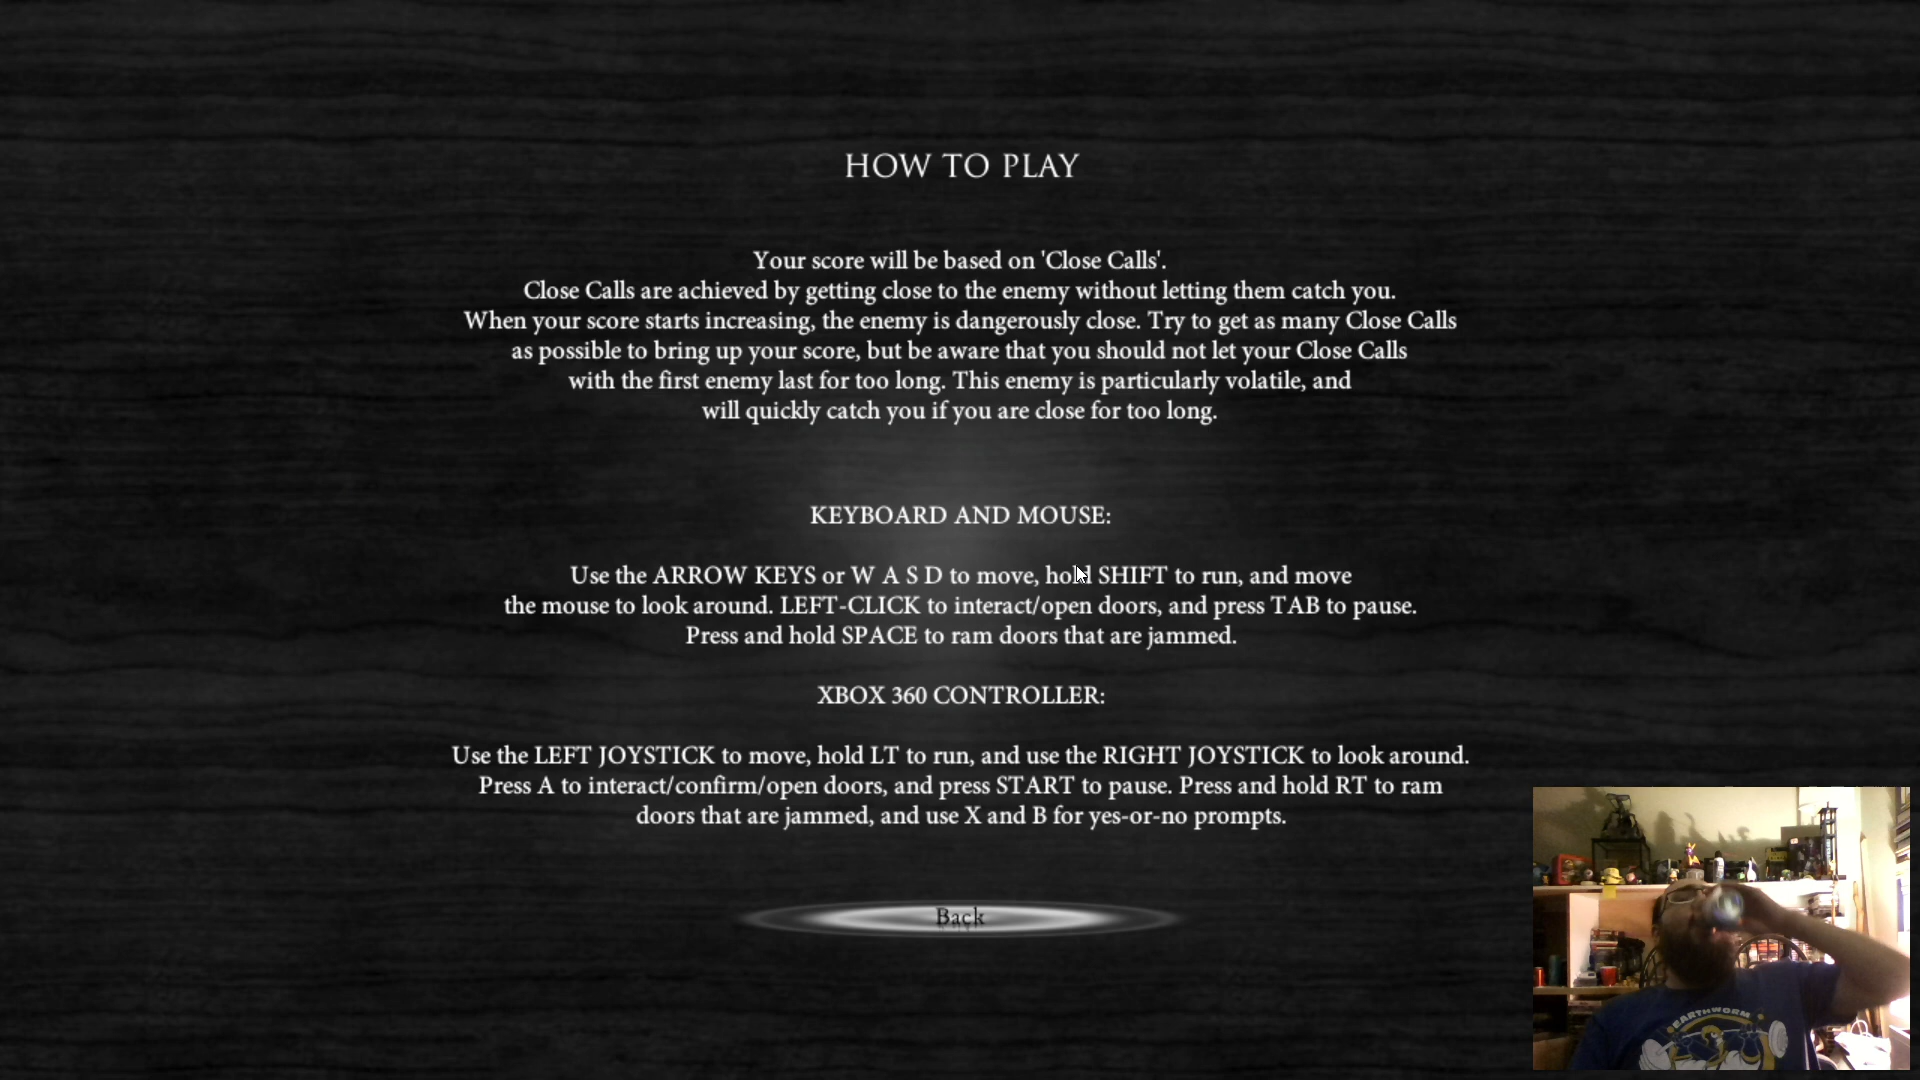 HOW TO PLAY
Your score will be based on 'Close Calls'.
Close Calls are achieved by getting close to the enemy without letting them catch you.
When your score starts increasing, the enemy is dangerously close. Try to get as many Close Calls
as possible to bring up your score, but be aware that you should not let your Close Calls
with the first enemy last for too long. This enemy is particularly volatile, and
will quickly catch you if you are close for too long.
KEYBOARD AND MOUSE:
Use the ARROW KEYS or W A S D to move, hold SHIFT to run, and move
the mouse to look around. LEFT-CLICK to interact/open doors, and press TAB to pause.
Press and hold SPACE to ram doors that are jammed.
XBOX 360 CONTROLLER:
Use the LEFT JOYSTICK to move, hold LT to run, and use the RIGHT JOYSTICK to look around.
Press A to interact/confirm/open doors, and press START to pause. Press and hold RT to ram
doors that are jammed, and use X and B for yes-or-no prompts.
Back
EARTHWORM